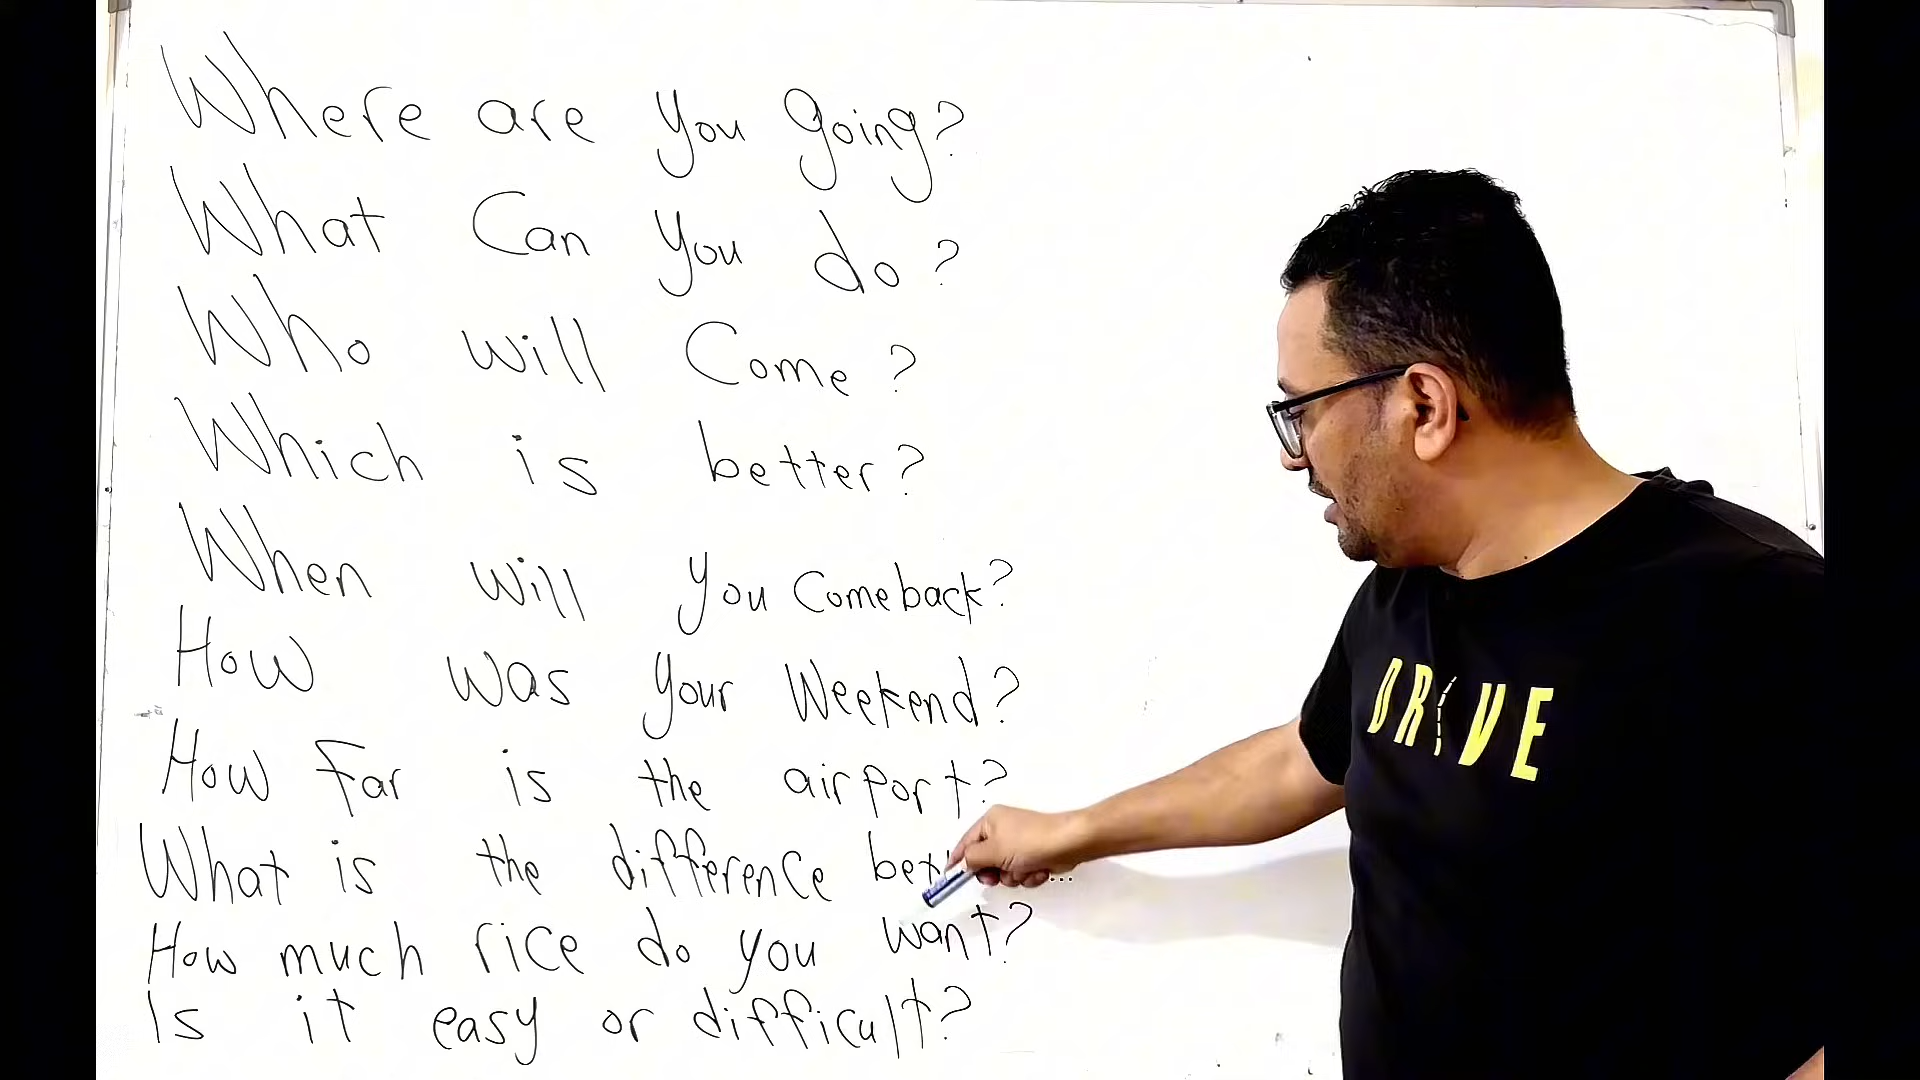 Where are you going?
What Can you do?
Who will Come?
Which is better?
When will you Comeback?
How was your Weekend?
How Far is the airport?
What is the difference
How much rice do you want?
Is it easy or difficult?
DRIVE